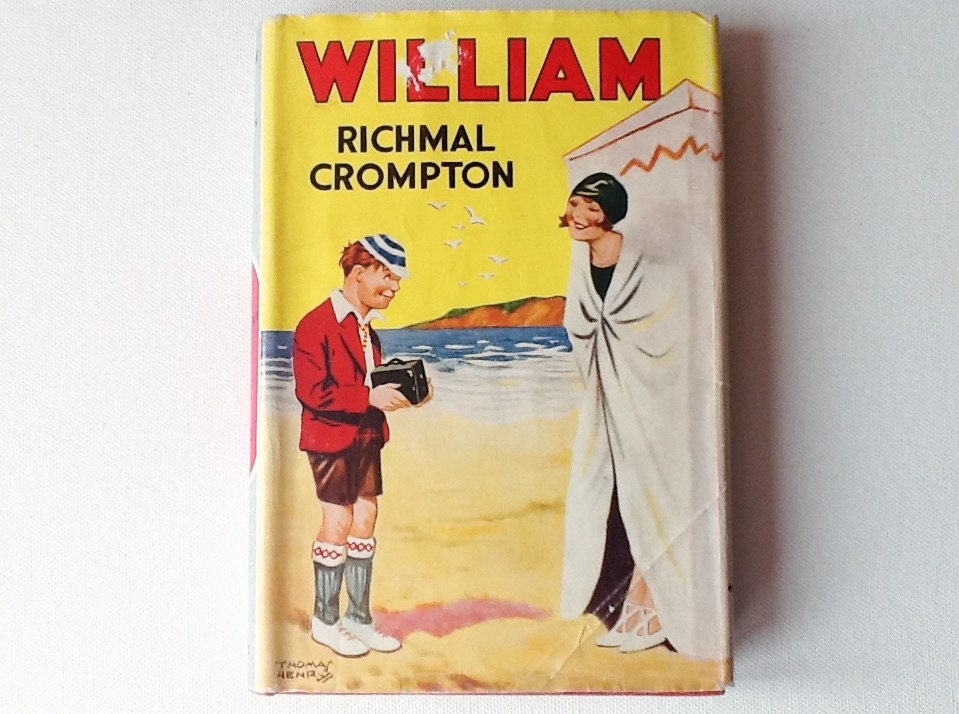 WILLIAM
RICHMAL
CROMPTON
THOMAS
HENRY